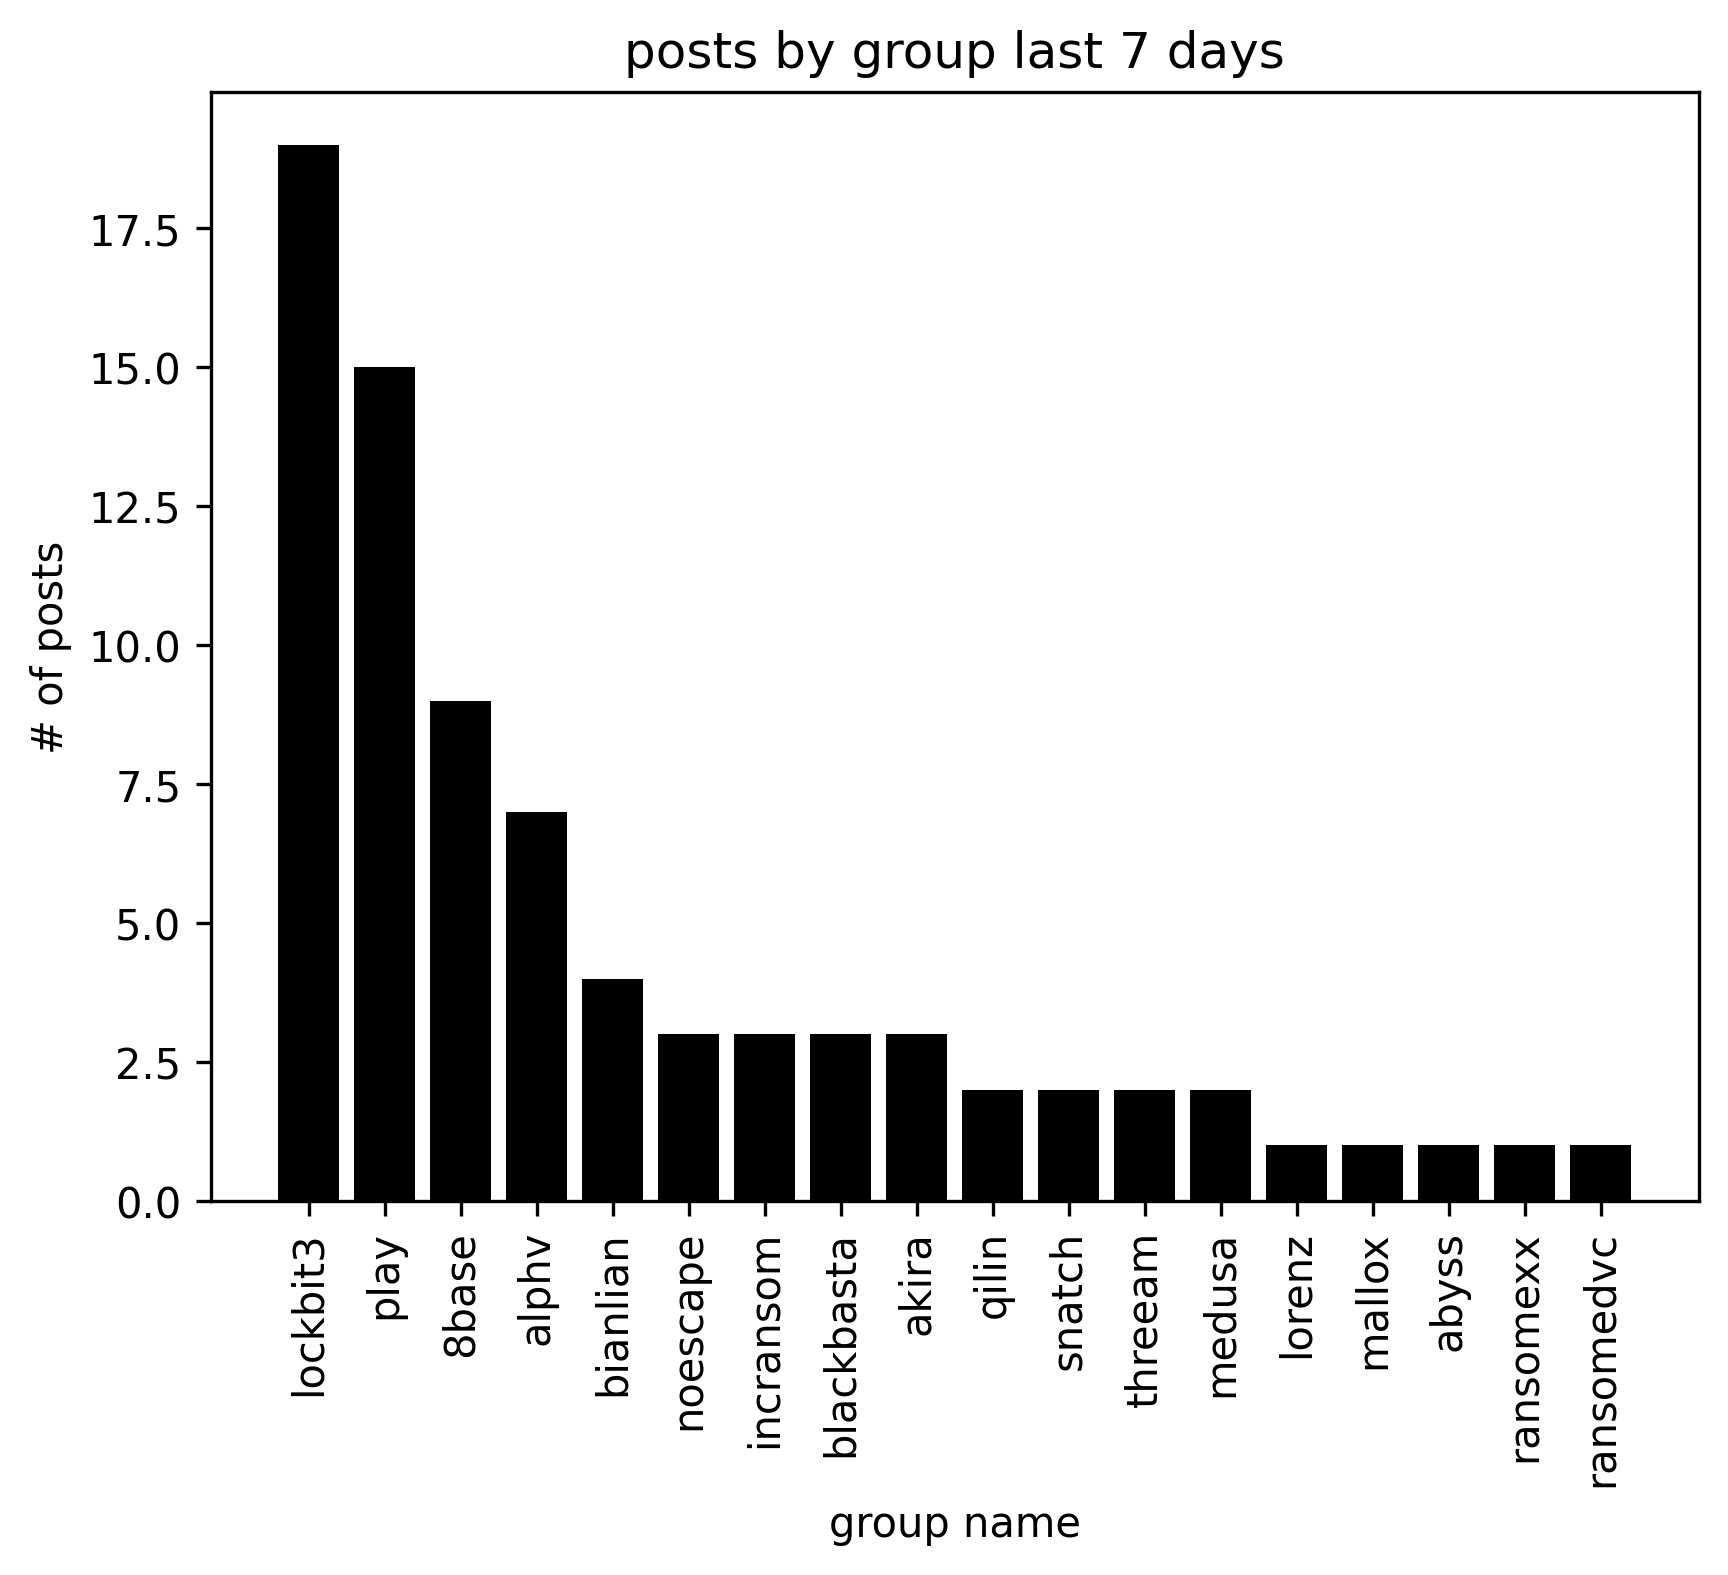 posts by group last 7 days
# of posts
17.5
15.0
12.5
10.0
7.5
5.0
2.5
0.0
lockbit3
play
8base
alphv
bianlian
noescape
incransom
blackbasta
akira
qilin
snatch
threeam
medusa
lorenz
mallox
abyss
ransomexx
ransomedvc
group name